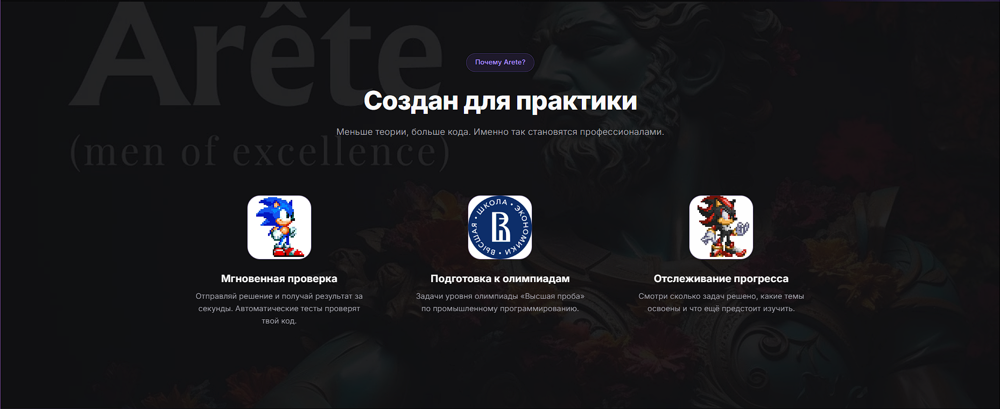 Arête
(men of excellence)
Почему Arete?
Создан для практики
Меньше теории, больше кода. Именно так становятся профессионалами.
ВЫСШАЯ • ШКОЛА • ЭКОНОМИКИ •
Мгновенная проверка
Отправляй решение и получай результат за
секунды. Автоматические тесты проверят
твой код.
Подготовка к олимпиадам
Задачи уровня олимпиады «Высшая проба»
по промышленному программированию.
Отслеживание прогресса
Смотри сколько задач решено, какие темы
освоены и что ещё предстоит изучить.